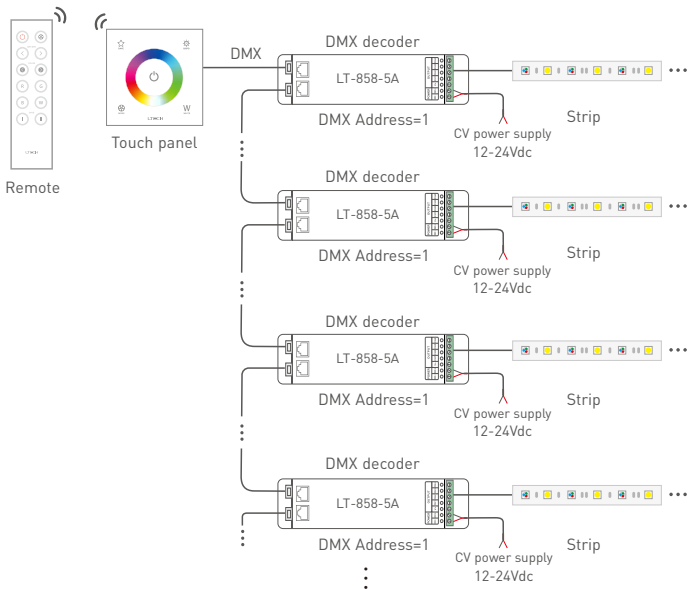 DMX decoder
DMX
LT-858-5A
W
LTECH
DMX Address=1
Strip
CV power supply
12-24Vdc
Touch panel
LTECH
Remote
DMX decoder
LT-858-5A
DMX Address=1
Strip
CV power supply
12-24Vdc
DMX decoder
LT-858-5A
DMX Address=1
Strip
CV power supply
12-24Vdc
DMX decoder
LT-858-5A
DMX Address=1
Strip
CV power supply
12-24Vdc